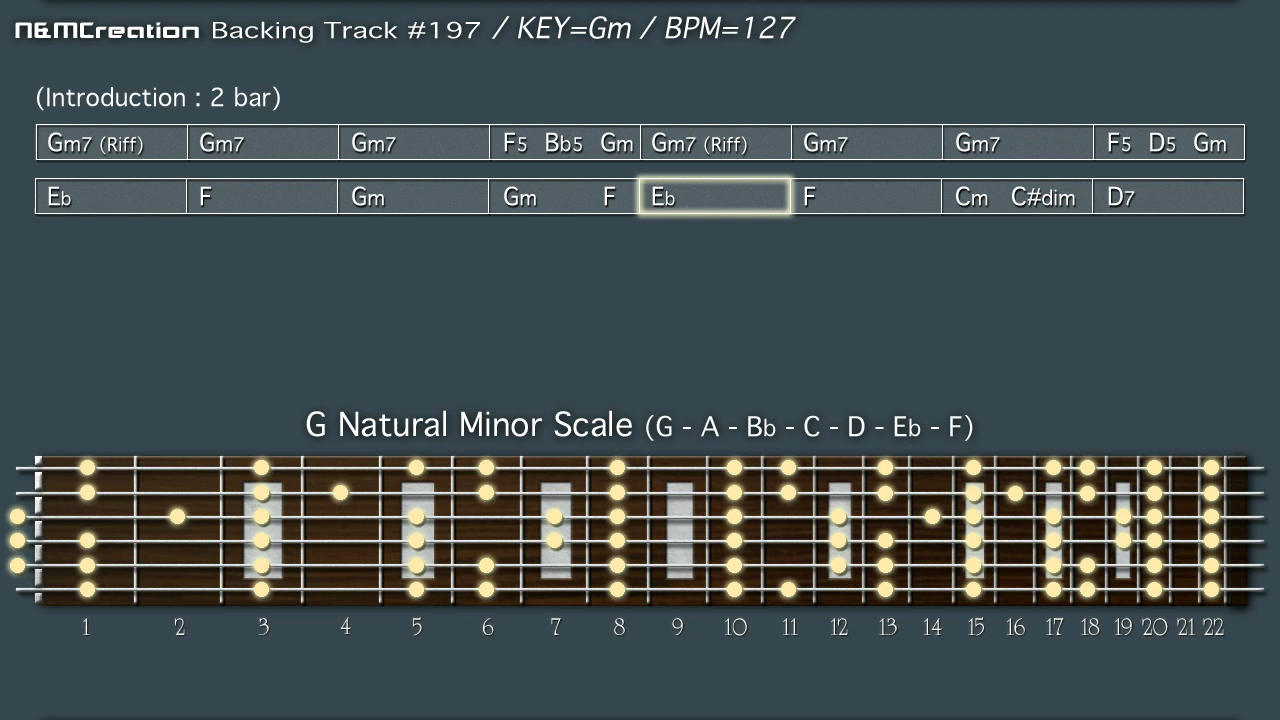 N&MCreation Backing Track #197 / KEY=Gm / BPM=127
(Introduction : 2 bar)
Gm7 (Riff) Gm7 Gm7 F5 Bb5 Gm Gm7 (Riff) Gm7 Gm7 F5 D5 Gm
Eb F Gm Gm F Eb F Cm C#dim D7
G Natural Minor Scale (G - A - Bb - C - D - Eb - F)
1 2 3 4 5 6 7 8 9 10 11 12 13 14 15 16 17 18 19 20 21 22